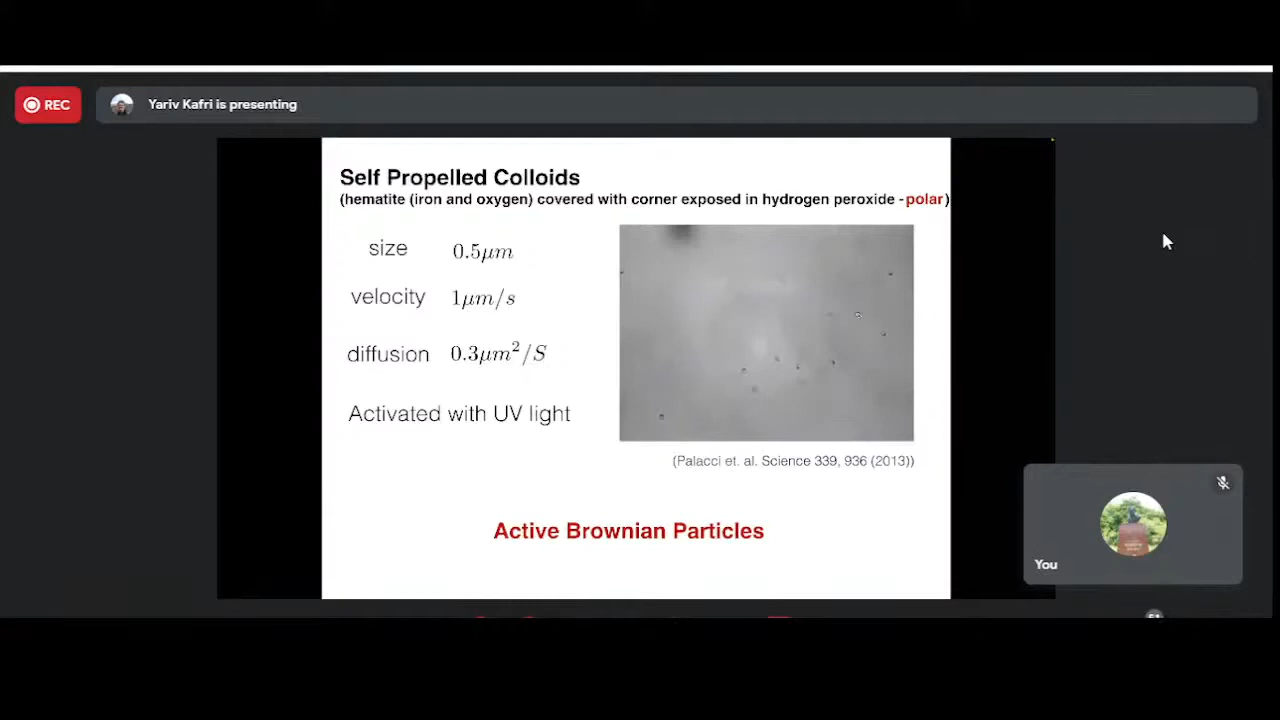 REC
Yariv Kafri is presenting
Self Propelled Colloids
(hematite (iron and oxygen) covered with corner exposed in hydrogen peroxide - polar)
size 0.5μm
velocity 1μm/s
diffusion 0.3μm²/S
Activated with UV light
(Palacci et. al. Science 339, 936 (2013))
Active Brownian Particles
You